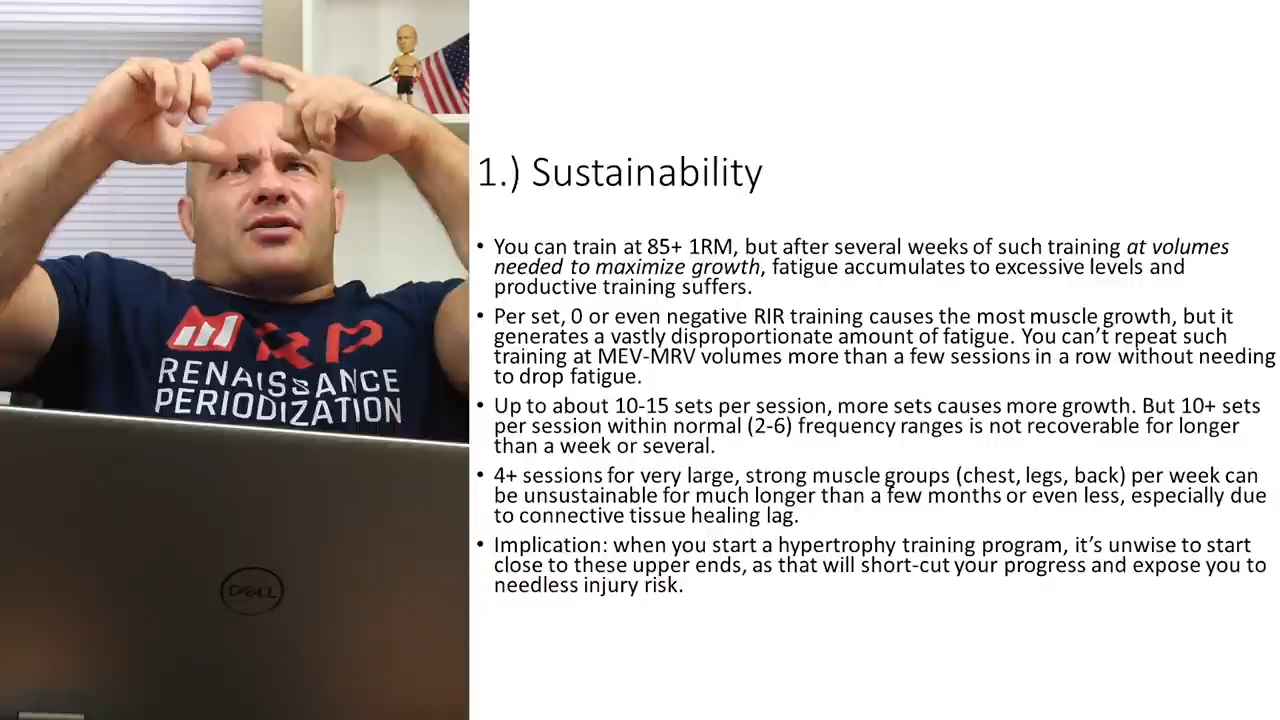 RENAISSANCE
PERIODIZATION
DELL
1.) Sustainability
• You can train at 85+ 1RM, but after several weeks of such training at volumes
needed to maximize growth, fatigue accumulates to excessive levels and
productive training suffers.
• Per set, 0 or even negative RIR training causes the most muscle growth, but it
generates a vastly disproportionate amount of fatigue. You can’t repeat such
training at MEV-MRV volumes more than a few sessions in a row without needing
to drop fatigue.
• Up to about 10-15 sets per session, more sets causes more growth. But 10+ sets
per session within normal (2-6) frequency ranges is not recoverable for longer
than a week or several.
• 4+ sessions for very large, strong muscle groups (chest, legs, back) per week can
be unsustainable for much longer than a few months or even less, especially due
to connective tissue healing lag.
• Implication: when you start a hypertrophy training program, it’s unwise to start
close to these upper ends, as that will short-cut your progress and expose you to
needless injury risk.